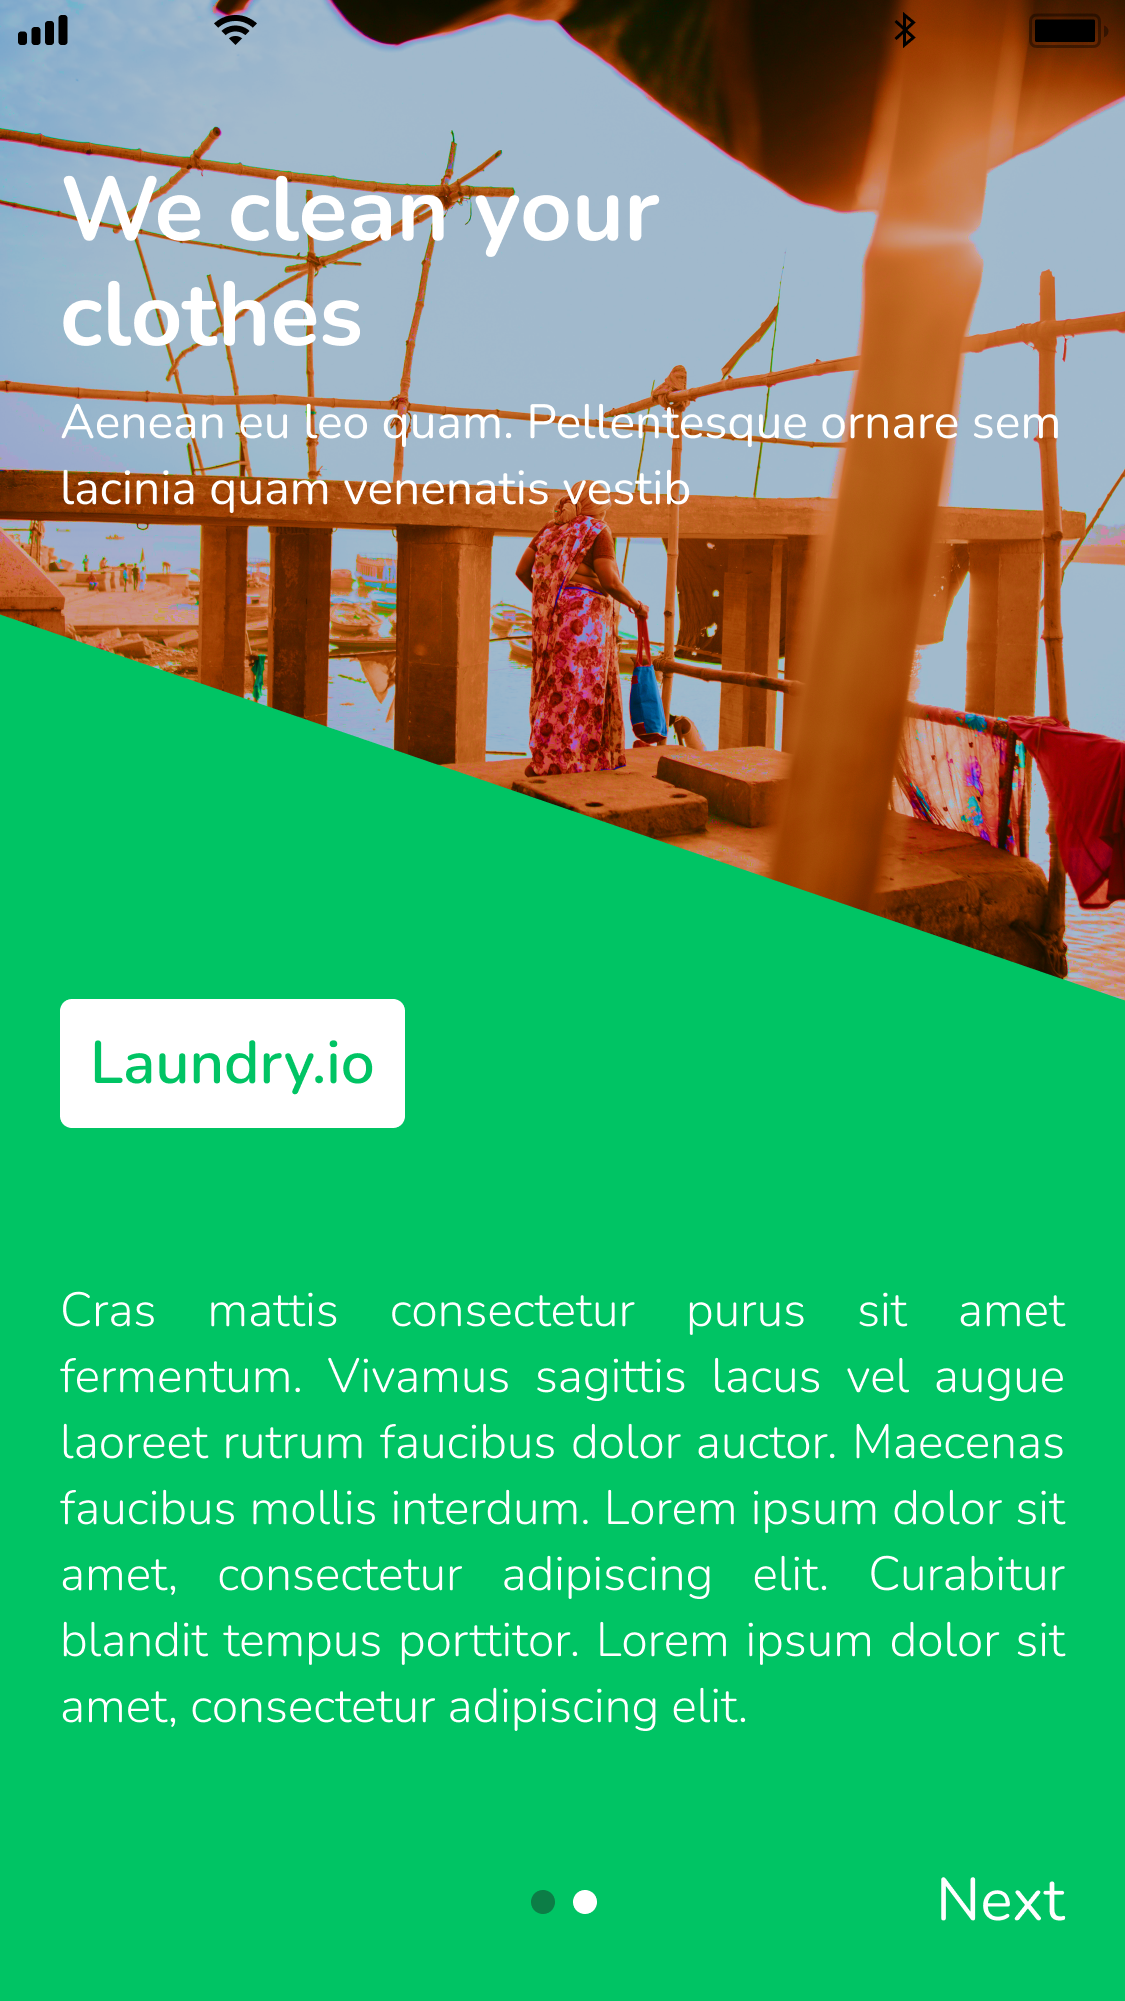 We clean your
clothes
Aenean eu leo quam. Pellentesque ornare sem
lacinia quam venenatis vestib
Laundry.io
Cras mattis consectetur purus sit amet
fermentum. Vivamus sagittis lacus vel augue
laoreet rutrum faucibus dolor auctor. Maecenas
faucibus mollis interdum. Lorem ipsum dolor sit
amet, consectetur adipiscing elit. Curabitur
blandit tempus porttitor. Lorem ipsum dolor sit
amet, consectetur adipiscing elit.
Next